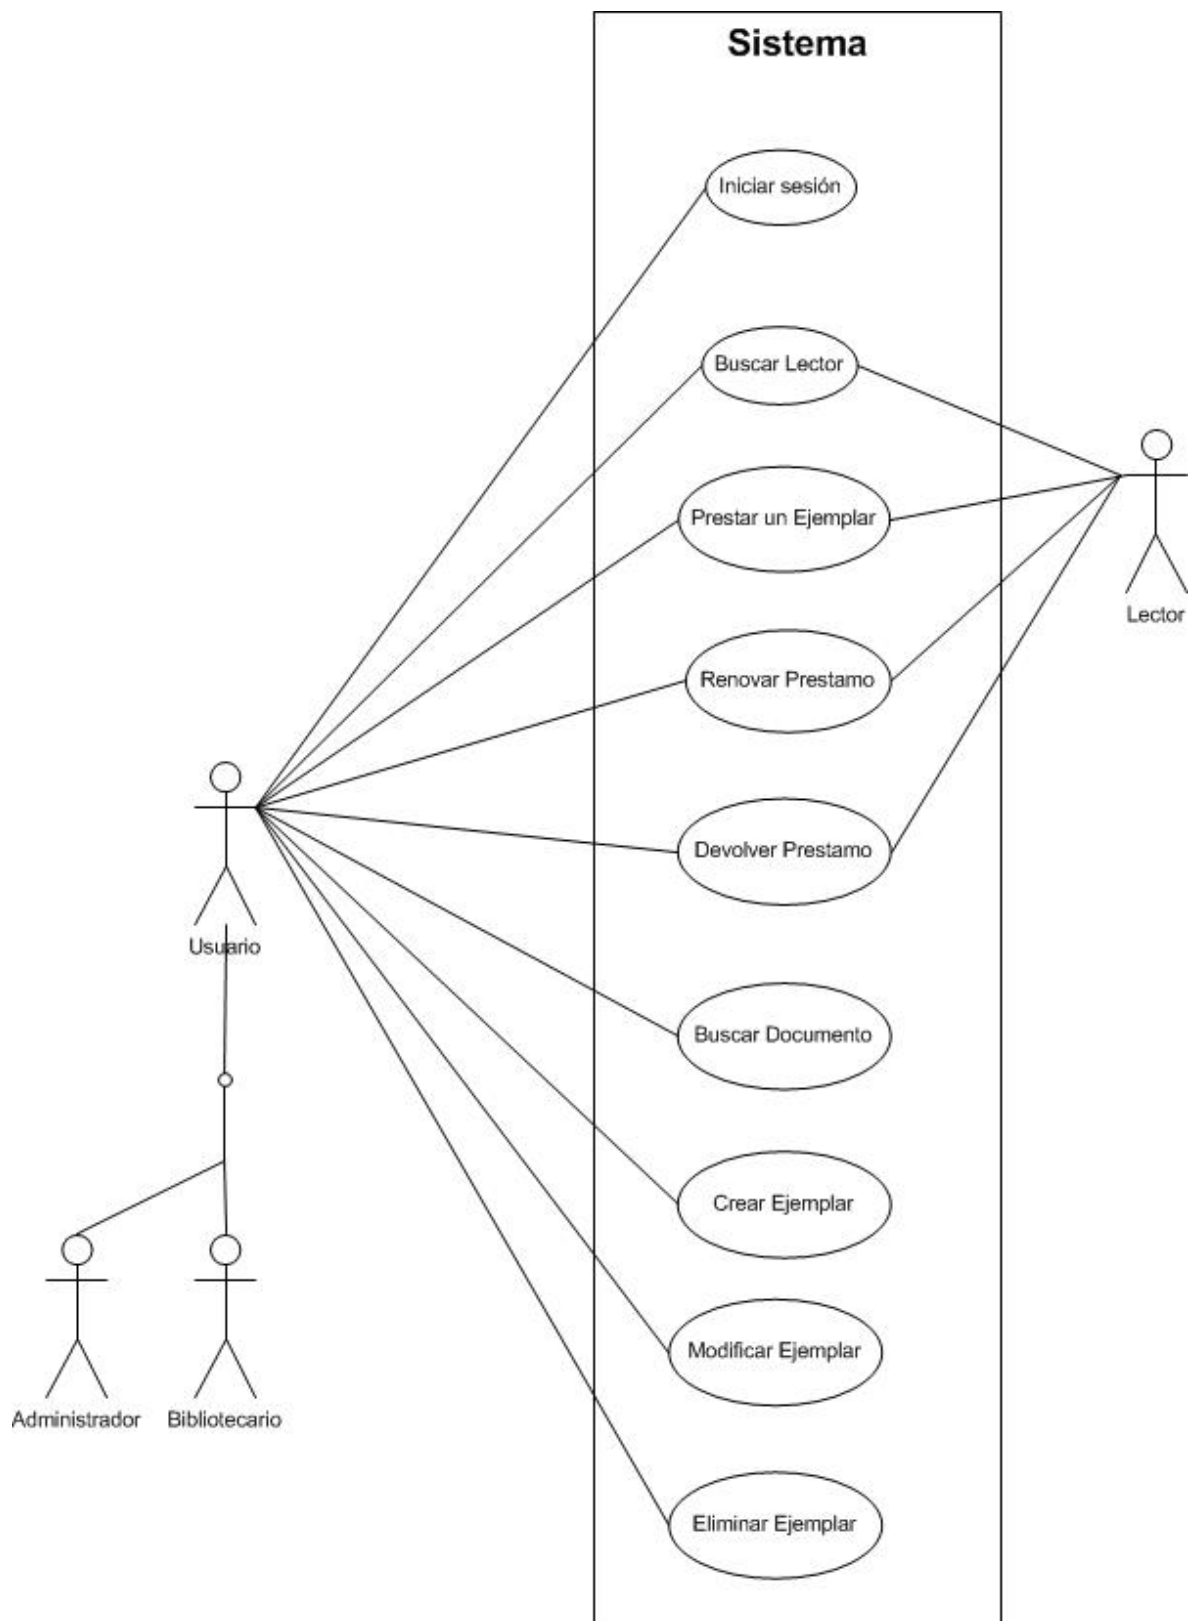 Sistema
Iniciar sesión
Buscar Lector
Prestar un Ejemplar
Lector
Renovar Prestamo
Devolver Prestamo
Usuario
Buscar Documento
Crear Ejemplar
Modificar Ejemplar
Administrador
Bibliotecario
Eliminar Ejemplar